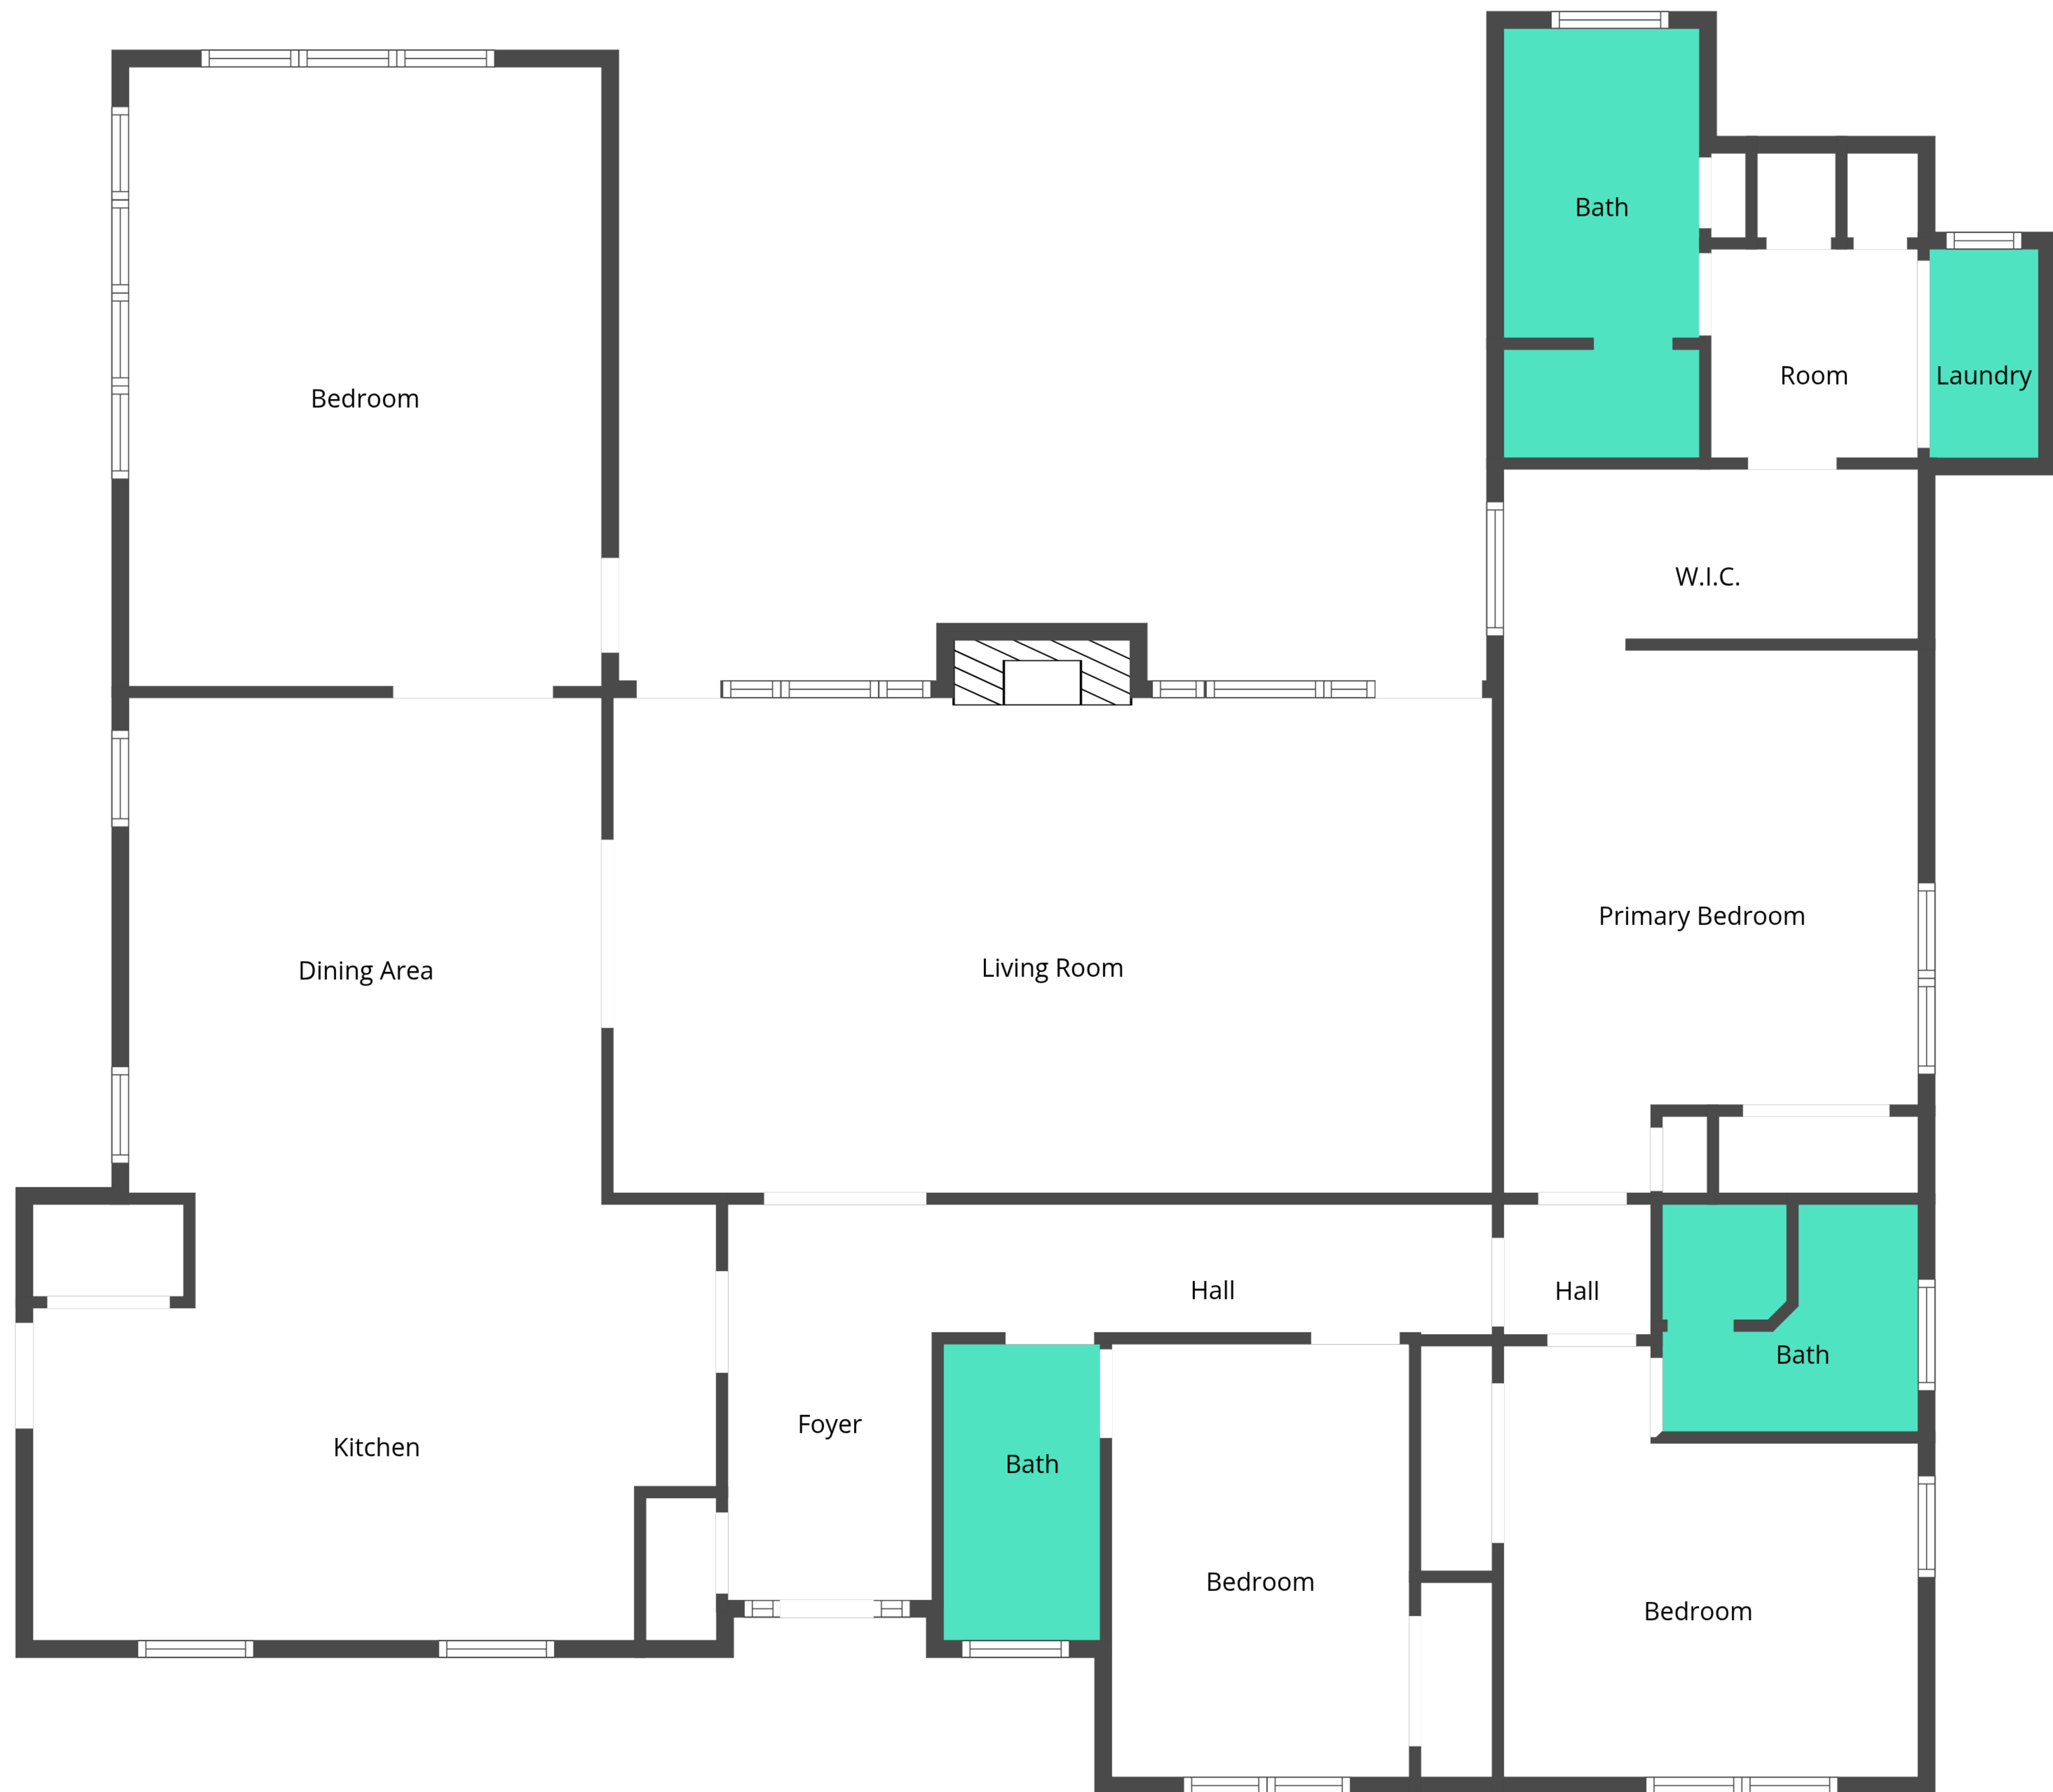 Bath
Room
Laundry
Bedroom
W.I.C.
Primary Bedroom
Dining Area
Living Room
Hall
Hall
Bath
Foyer
Kitchen
Bath
Bedroom
Bedroom